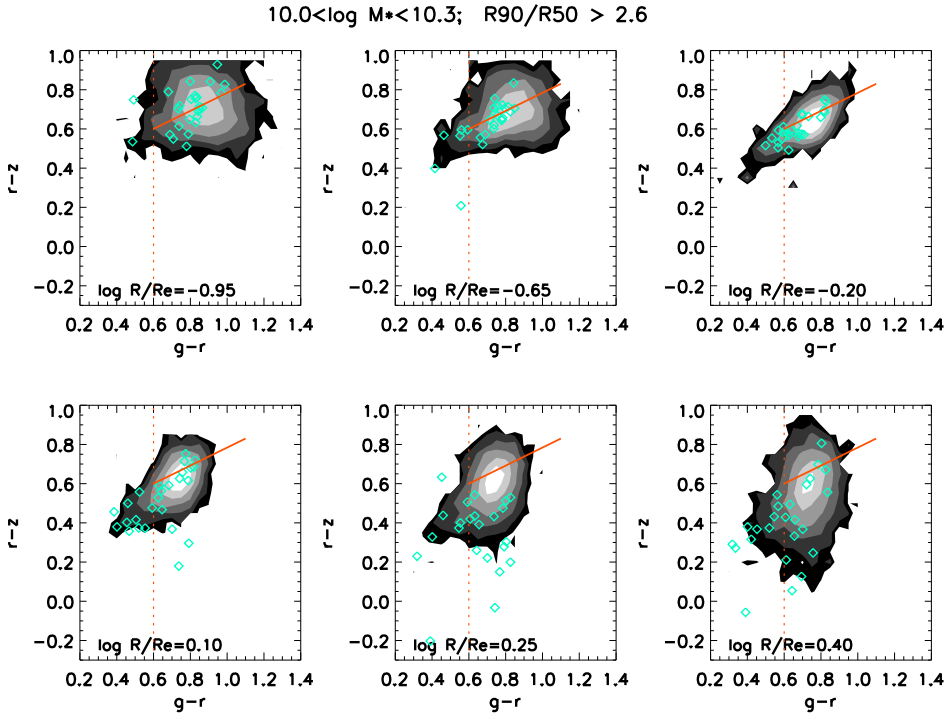 10.0<log M*<10.3; R90/R50 > 2.6
1.0 1.0 1.0
0.8 0.8 0.8
0.6 0.6 0.6
r-z r-z r-z
0.4 0.4 0.4
0.2 0.2 0.2
0.0 0.0 0.0
-0.2 log R/Re=-0.95 -0.2 log R/Re=-0.65 -0.2 log R/Re=-0.20
0.2 0.4 0.6 0.8 1.0 1.2 1.4 0.2 0.4 0.6 0.8 1.0 1.2 1.4 0.2 0.4 0.6 0.8 1.0 1.2 1.4
g-r g-r g-r
1.0 1.0 1.0
0.8 0.8 0.8
0.6 0.6 0.6
r-z r-z r-z
0.4 0.4 0.4
0.2 0.2 0.2
0.0 0.0 0.0
-0.2 log R/Re=0.10 -0.2 log R/Re=0.25 -0.2 log R/Re=0.40
0.2 0.4 0.6 0.8 1.0 1.2 1.4 0.2 0.4 0.6 0.8 1.0 1.2 1.4 0.2 0.4 0.6 0.8 1.0 1.2 1.4
g-r g-r g-r